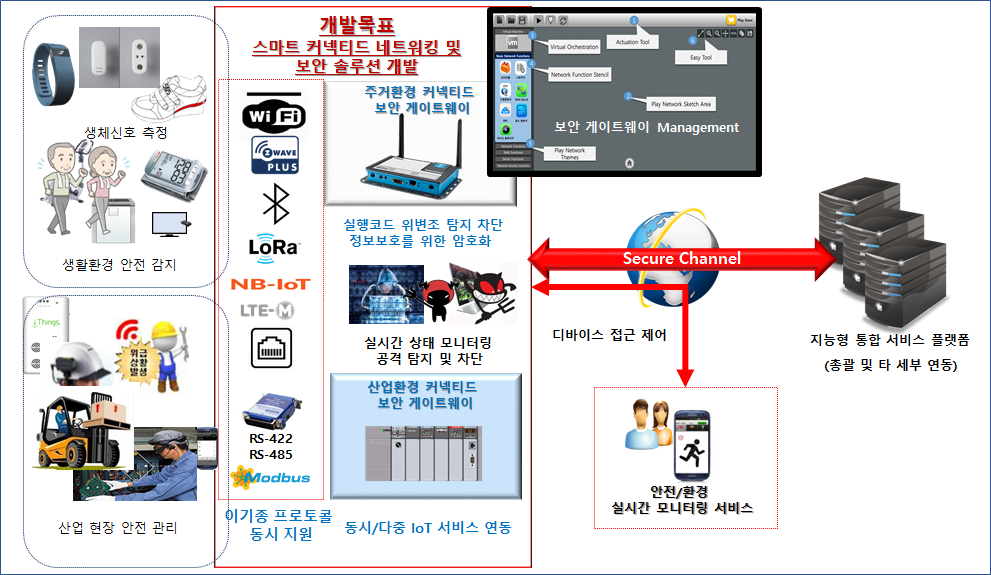 생체신호 측정
생활환경 안전 감지
iThings
위급
상황
발생
산업 현장 안전 관리
개발목표
스마트 커넥티드 네트워킹 및
보안 솔루션 개발
WiFi
Z-WAVE
PLUS
LoRa
NB-IoT
LTE-M
RS-422
RS-485
Modbus
이기종 프로토콜
동시 지원
주거환경 커넥티드
보안 게이트웨이
실행코드 위변조 탐지 차단
정보보호를 위한 암호화
실시간 상태 모니터링
공격 탐지 및 차단
산업환경 커넥티드
보안 게이트웨이
동시/다중 IoT 서비스 연동
Play Store
vm
Virtual Orchestration
Actuation Tool
Easy Tool
Network Function Stencil
Play Network Sketch Area
보안 게이트웨이 Management
Play Network
Themes
Secure Channel
디바이스 접근 제어
지능형 통합 서비스 플랫폼
(총괄 및 타 세부 연동)
안전/환경
실시간 모니터링 서비스